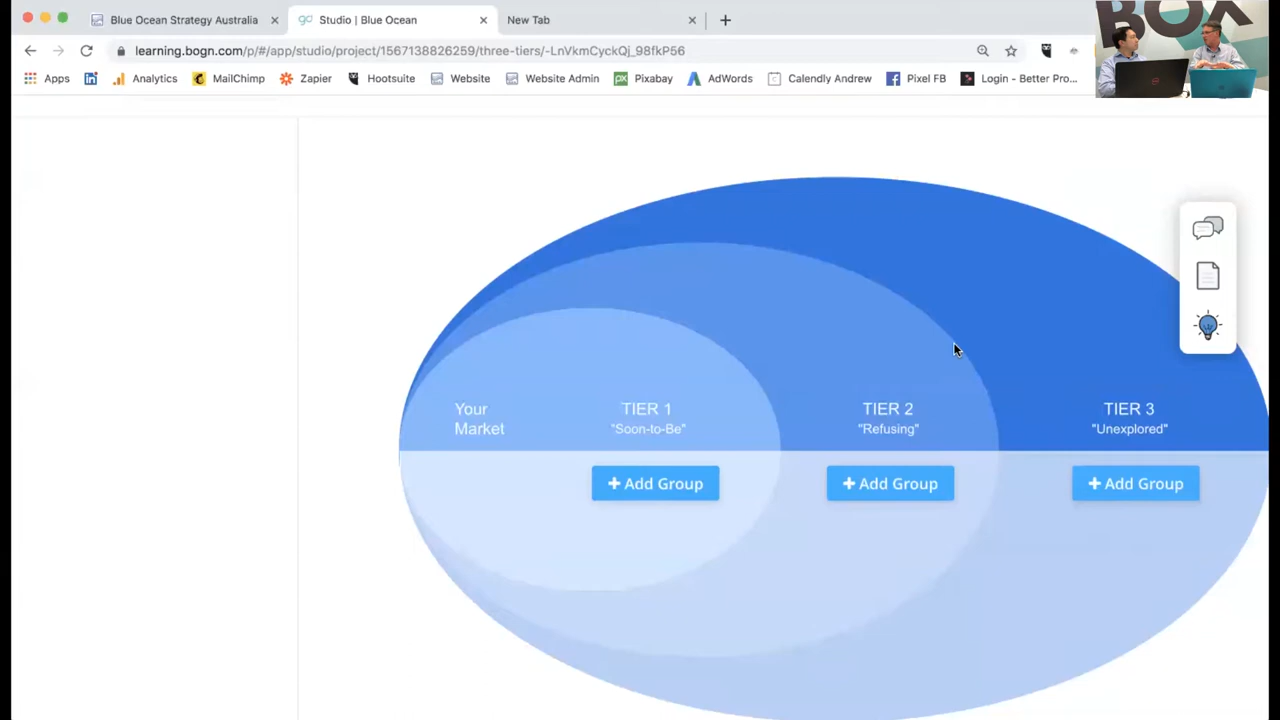 Blue Ocean Strategy Australia
Studio | Blue Ocean
New Tab
learning.bogn.com/p/#/app/studio/project/1567138826259/three-tiers/-LnVkmCyckQj_98fkP56
Apps
Analytics
MailChimp
Zapier
Hootsuite
Website
Website Admin
Pixabay
AdWords
Calendly Andrew
Pixel FB
Login - Better Pro...
BOX
Your
Market
TIER 1
"Soon-to-Be"
TIER 2
"Refusing"
TIER 3
"Unexplored"
+ Add Group
+ Add Group
+ Add Group